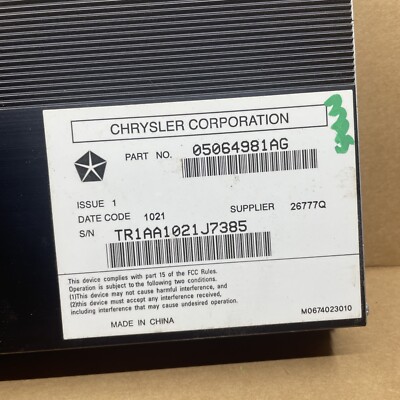 CHRYSLER CORPORATION
PART NO. 05064981AG
ISSUE 1
DATE CODE 1021 SUPPLIER 26777Q
S/N TR1AA1021J7385
This device complies with part 15 of the FCC Rules.
Operation is subject to the following two conditions.
(1)This device may not cause harmful interference, and
(2)this device must accept any interference received,
including interference that may cause undesired operation.
MADE IN CHINA M0674023010